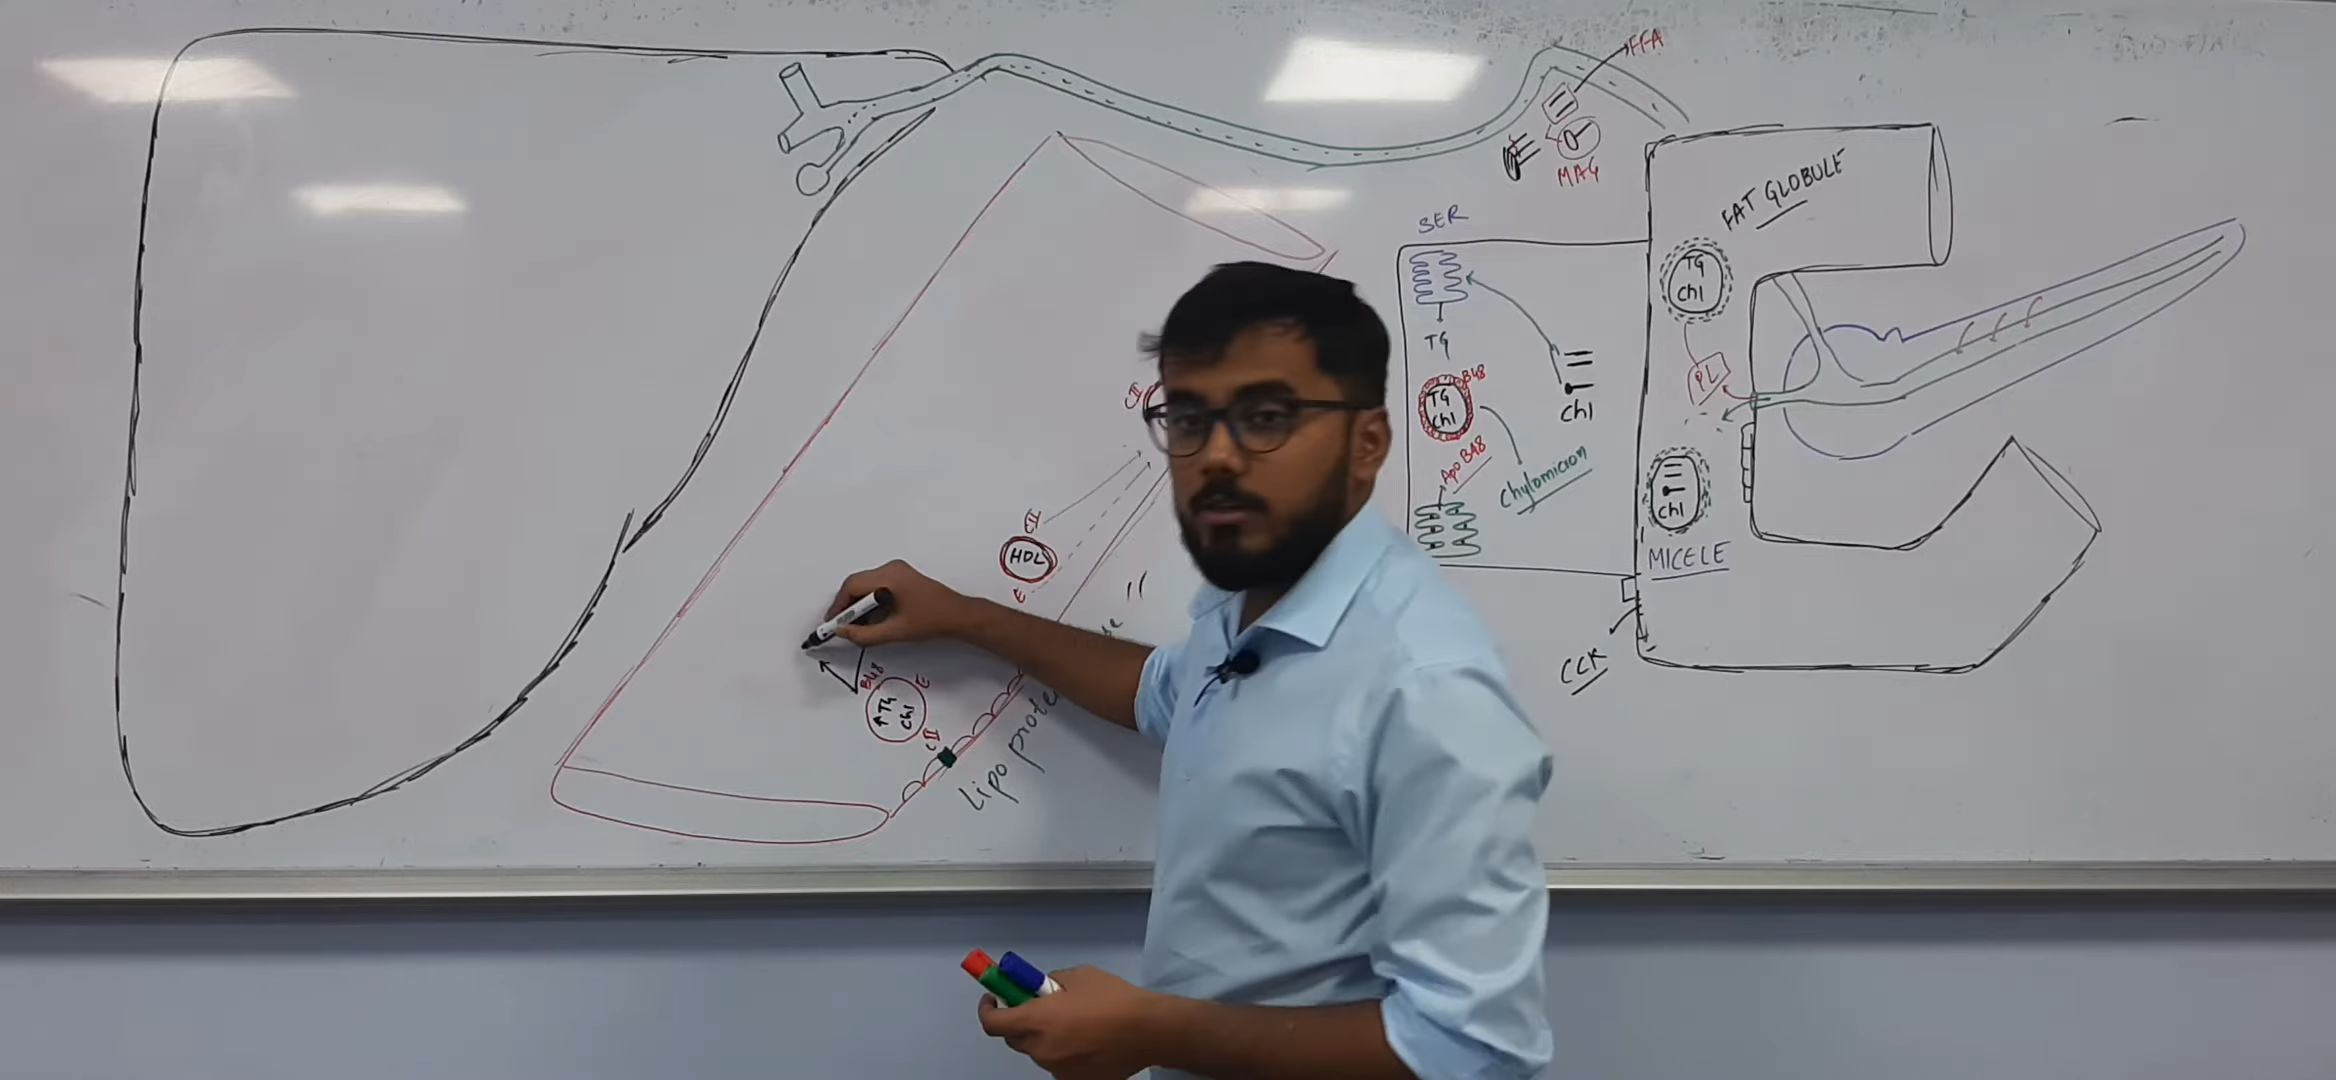 FFA
MAG
FAT GLOBULE
SER
TG
Chl
TG
B48
TG
Chl
Chl
PL
CII
Apo B48
Chylomicron
Chl
MICELE
CII
HDL
E
CCK
B48
E
↑TG
Chl
CII
Lipo prote